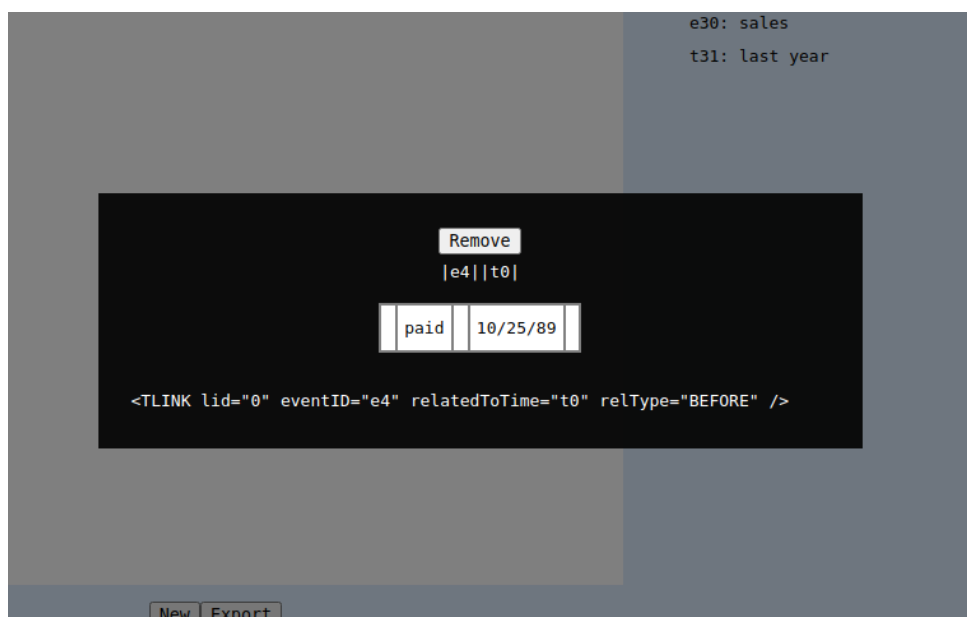 e30: sales
t31: last year
Remove
|e4||t0|
paid 10/25/89
<TLINK lid="0" eventID="e4" relatedToTime="t0" relType="BEFORE" />
New Export